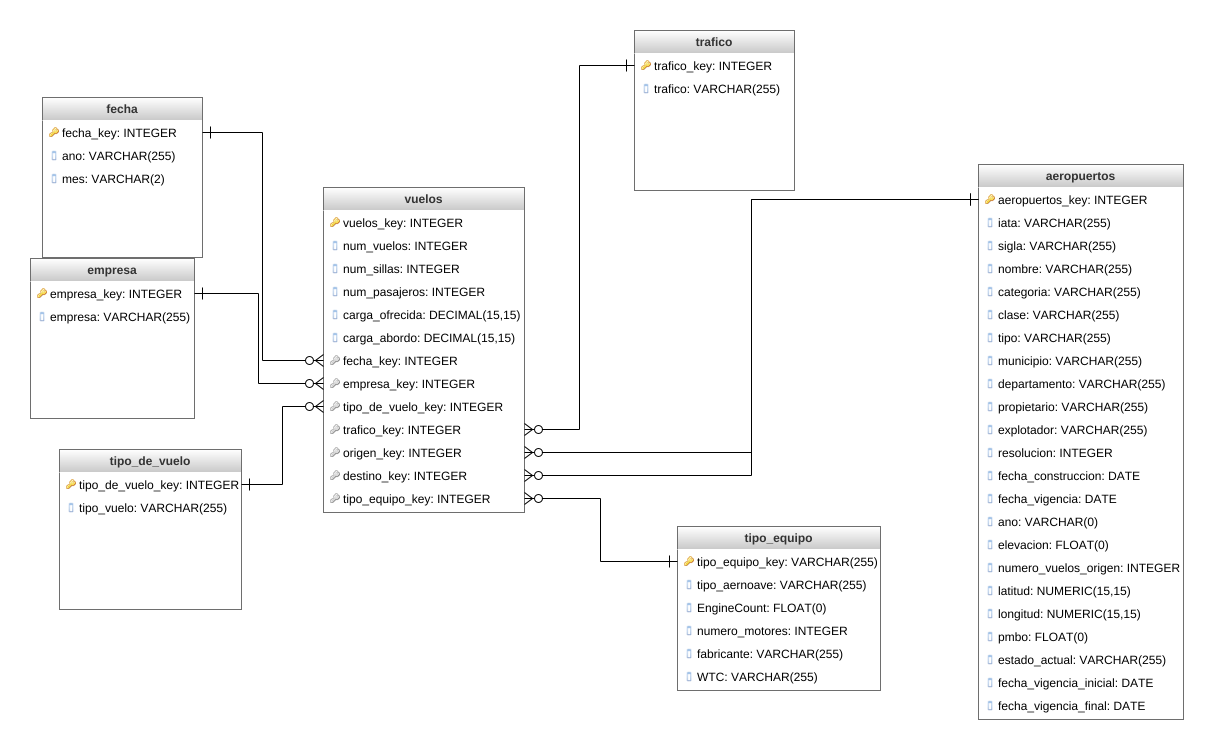 trafico
trafico_key: INTEGER
trafico: VARCHAR(255)
fecha
fecha_key: INTEGER
ano: VARCHAR(255)
mes: VARCHAR(2)
empresa
empresa_key: INTEGER
empresa: VARCHAR(255)
tipo_de_vuelo
tipo_de_vuelo_key: INTEGER
tipo_vuelo: VARCHAR(255)
vuelos
vuelos_key: INTEGER
num_vuelos: INTEGER
num_sillas: INTEGER
num_pasajeros: INTEGER
carga_ofrecida: DECIMAL(15,15)
carga_abordo: DECIMAL(15,15)
fecha_key: INTEGER
empresa_key: INTEGER
tipo_de_vuelo_key: INTEGER
trafico_key: INTEGER
origen_key: INTEGER
destino_key: INTEGER
tipo_equipo_key: INTEGER
tipo_equipo
tipo_equipo_key: VARCHAR(255)
tipo_aernoave: VARCHAR(255)
EngineCount: FLOAT(0)
numero_motores: INTEGER
fabricante: VARCHAR(255)
WTC: VARCHAR(255)
aeropuertos
aeropuertos_key: INTEGER
iata: VARCHAR(255)
sigla: VARCHAR(255)
nombre: VARCHAR(255)
categoria: VARCHAR(255)
clase: VARCHAR(255)
tipo: VARCHAR(255)
municipio: VARCHAR(255)
departamento: VARCHAR(255)
propietario: VARCHAR(255)
explotador: VARCHAR(255)
resolucion: INTEGER
fecha_construccion: DATE
fecha_vigencia: DATE
ano: VARCHAR(0)
elevacion: FLOAT(0)
numero_vuelos_origen: INTEGER
latitud: NUMERIC(15,15)
longitud: NUMERIC(15,15)
pmbo: FLOAT(0)
estado_actual: VARCHAR(255)
fecha_vigencia_inicial: DATE
fecha_vigencia_final: DATE